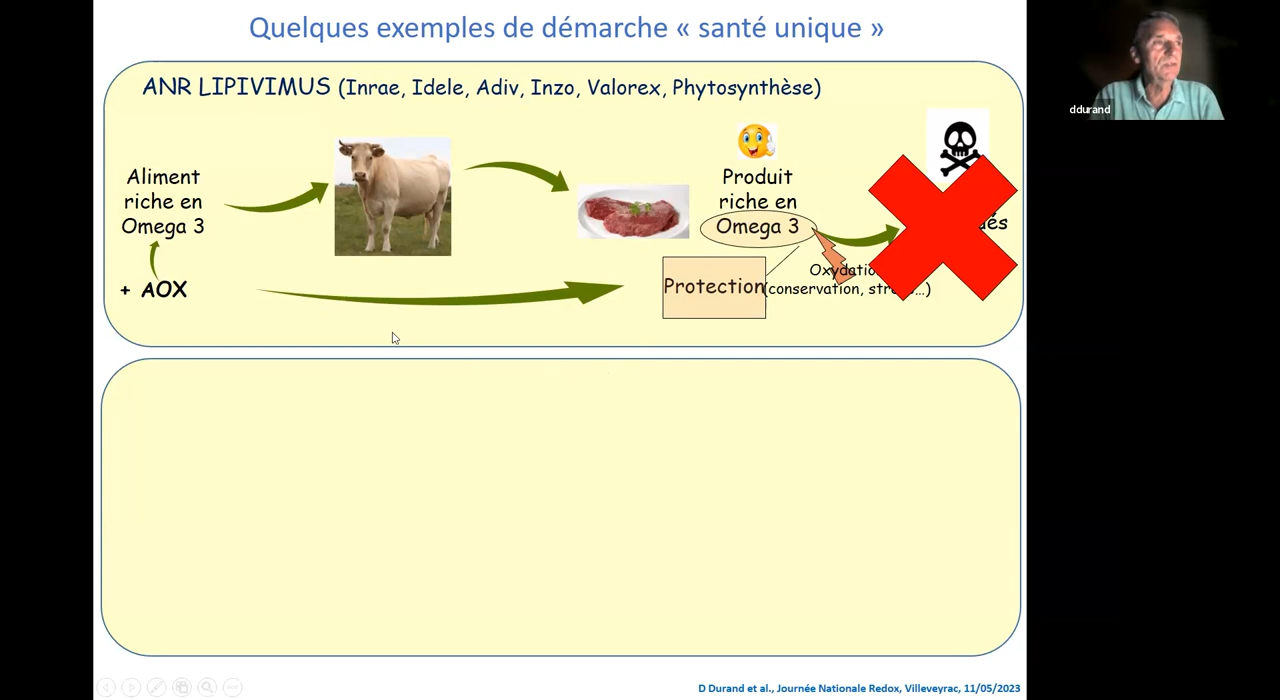 Quelques exemples de démarche « santé unique »
ANR LIPIVIMUS (Inrae, Idele, Adiv, Inzo, Valorex, Phytosynthèse)
Aliment
riche en
Omega 3
+ AOX
Produit
riche en
Omega 3
Protection
(conservation,
D Durand et al., Journée Nationale Redox, Villeveyrac, 11/05/2023
ddurand